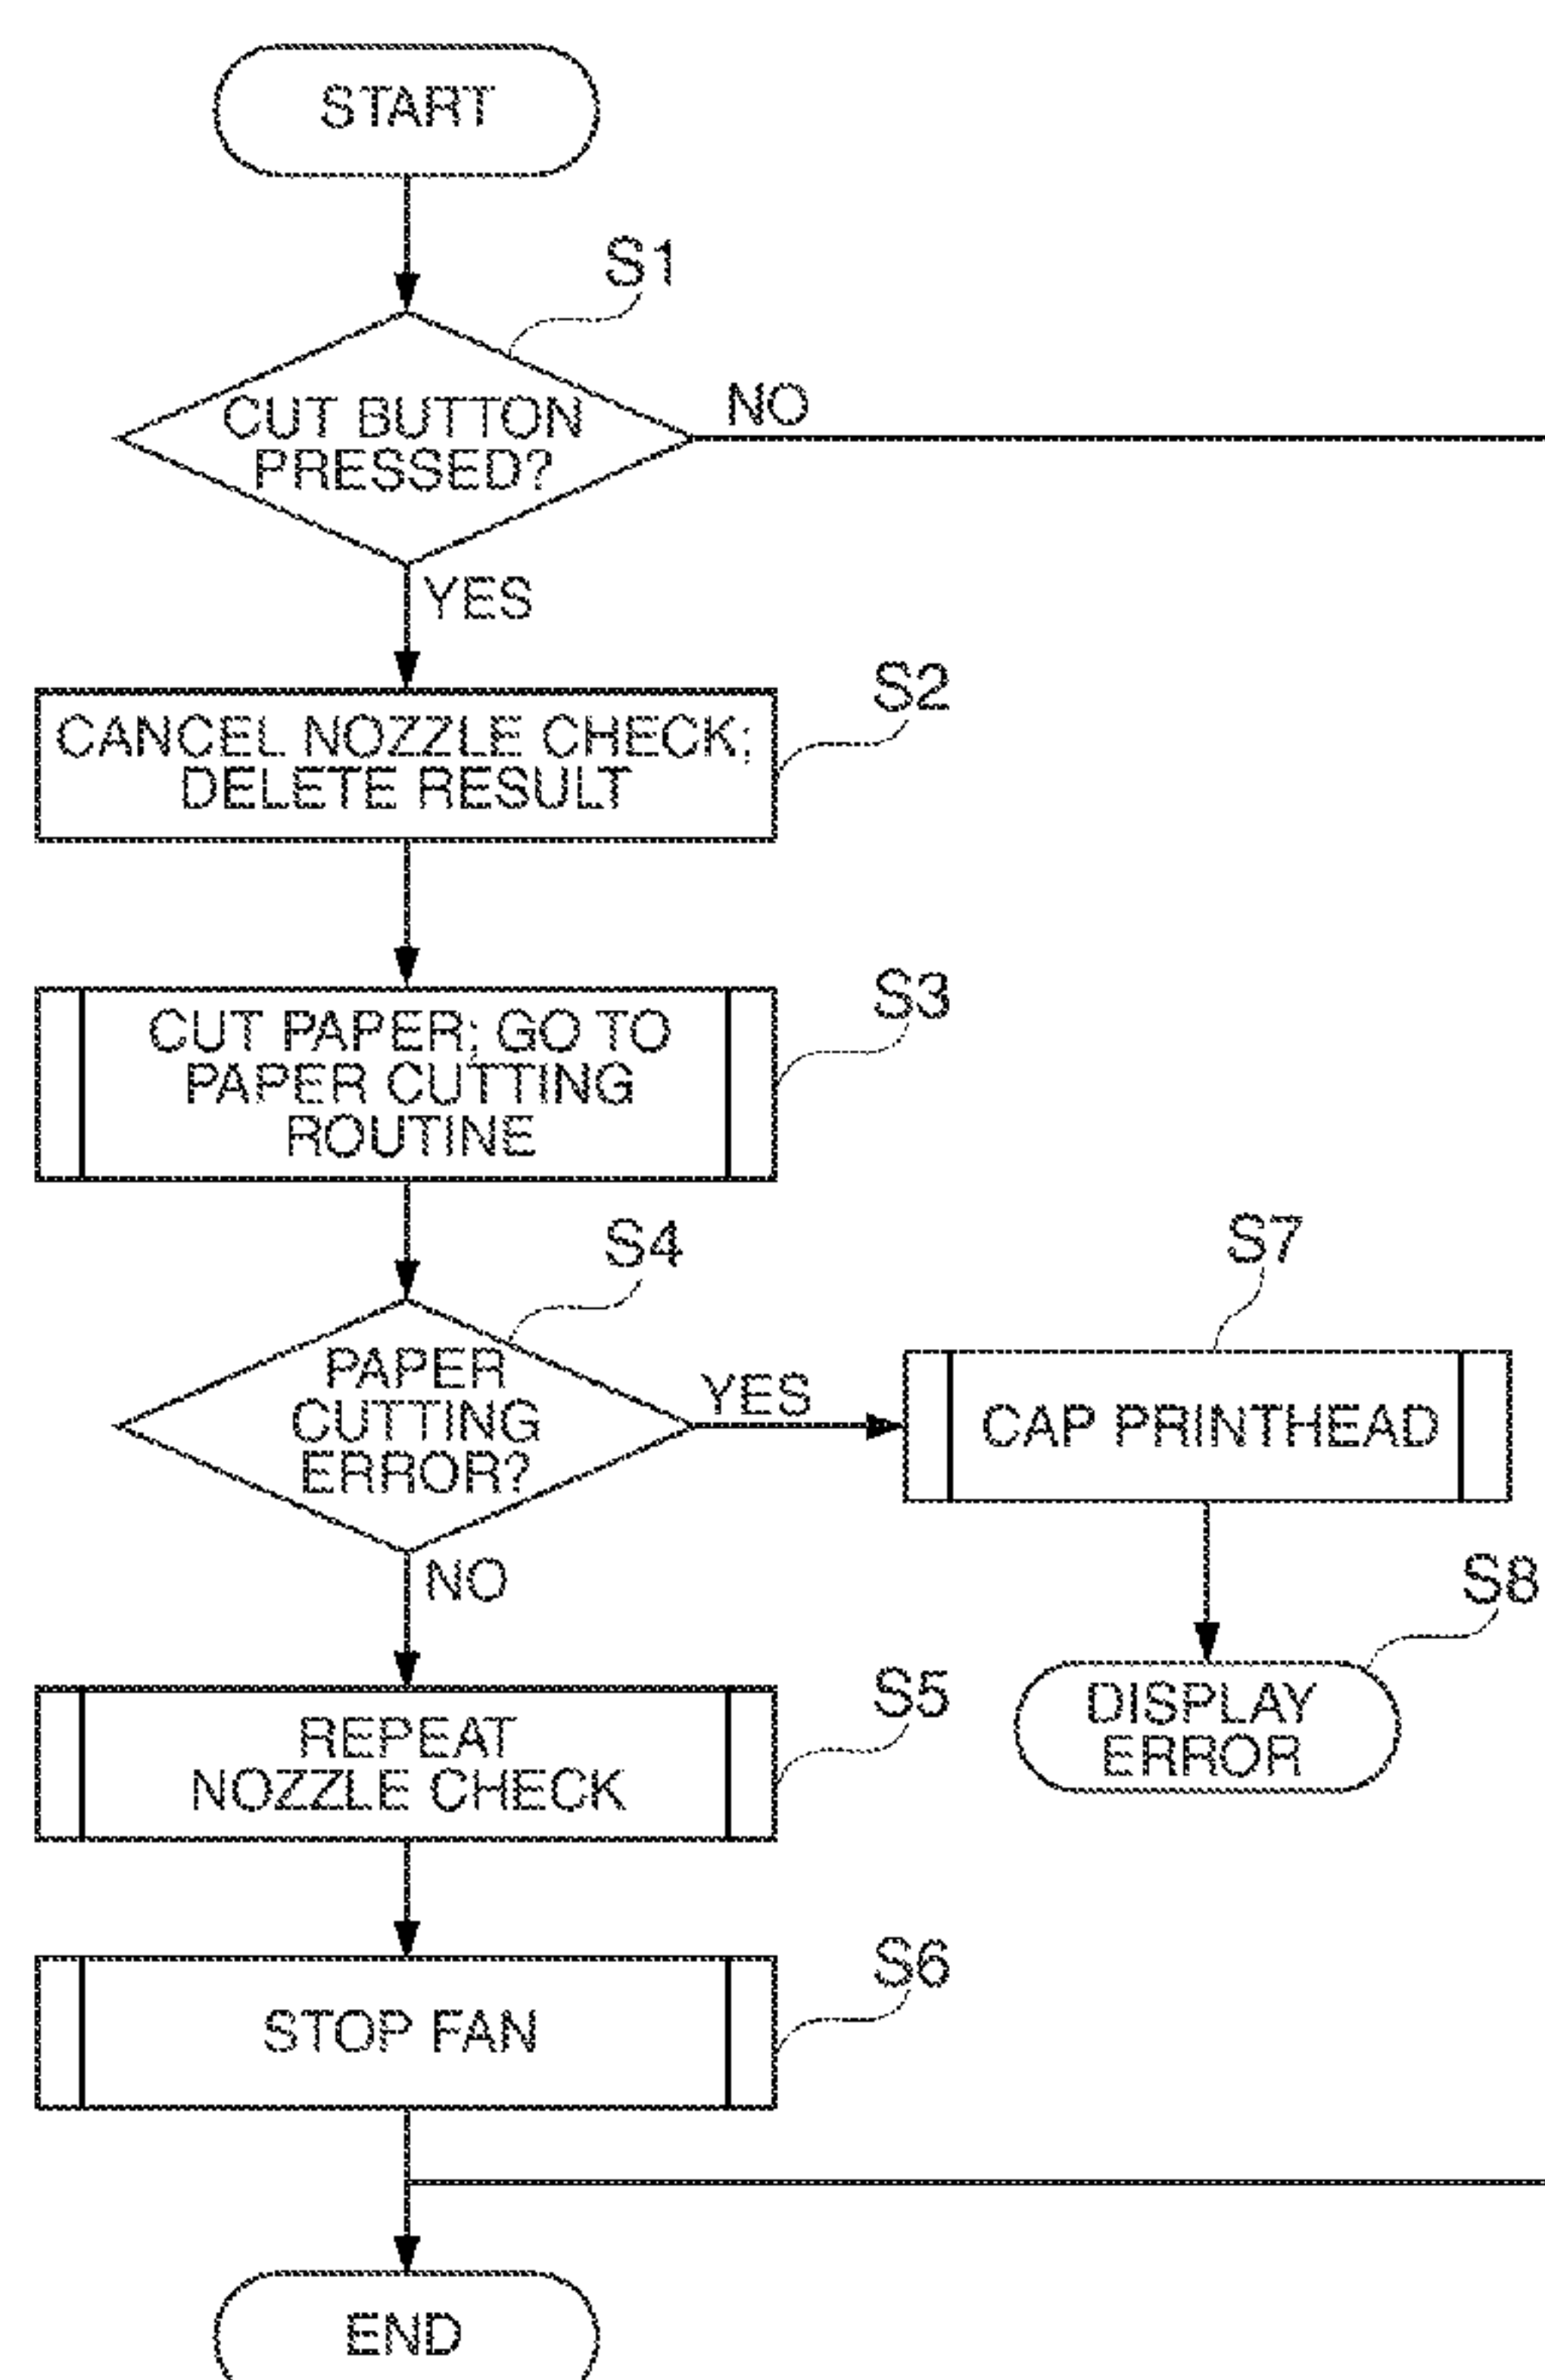 START
S1
CUT BUTTON
PRESSED?
NO
YES
S2
CANCEL NOZZLE CHECK;
DELETE RESULT
S3
CUT PAPER; GO TO
PAPER CUTTING
ROUTINE
S4
PAPER
CUTTING
ERROR?
YES
NO
S7
CAP PRINTHEAD
S8
DISPLAY
ERROR
S5
REPEAT
NOZZLE CHECK
S6
STOP FAN
END